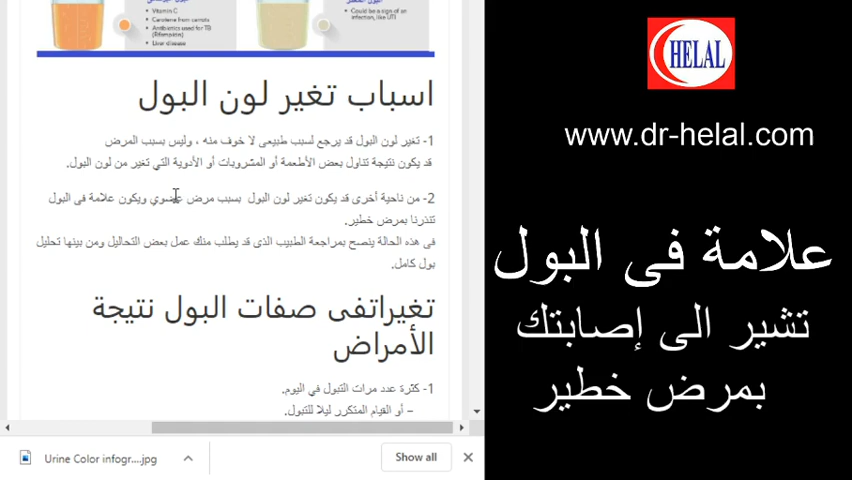 • Vitamin C
• Carotene from carrots
• Antibiotics used for TB
(Rifampisin)
• Liver disease
• Could be a sign of an
infection, like UTI
اسباب تغير لون البول
1- تغير لون البول قد يرجع لسبب طبيعى لا خوف منه ، وليس بسبب المرض
قد يكون نتيجة تناول بعض الأطعمة أو المشروبات أو الأدوية التي تغير من لون البول.
2- من ناحية أخرى قد يكون تغير لون البول بسبب مرض عضوي ويكون علامة فى البول
تنذرنا بمرض خطير.
فى هذه الحالة ينصح بمراجعة الطبيب الذى قد يطلب منك عمل بعض التحاليل ومن بينها تحليل
بول كامل.
تغيراتفى صفات البول نتيجة
الأمراض
1- كثرة عدد مرات التبول في اليوم.
– أو القيام المتكرر ليلا للتبول.
Urine Color infogr....jpg
Show all
HELAL
www.dr-helal.com
علامة فى البول
تشير الى إصابتك
بمرض خطير